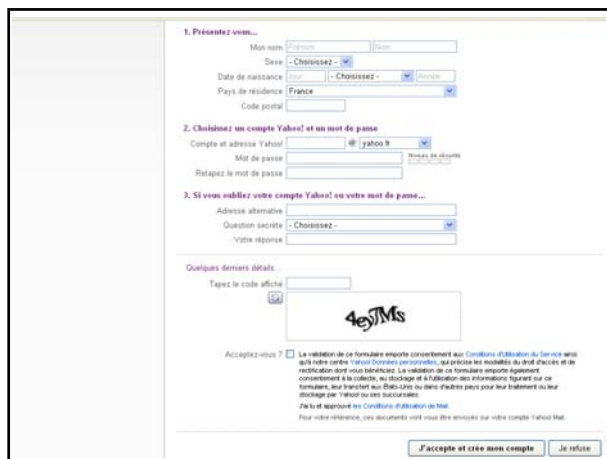 1. Présentez-vous...
Mon nom Prénom Nom
Sexe - Choisissez -
Date de naissance Jour - Choisissez - Année
Pays de résidence France
Code postal
2. Choisissez un compte Yahoo! et un mot de passe
Compte et adresse Yahoo! @ yahoo.fr
Mot de passe Niveau de sécurité
Retapez le mot de passe
3. Si vous oubliez votre compte Yahoo! ou votre mot de passe...
Adresse alternative
Question secrète - Choisissez -
Votre réponse
Quelques derniers détails...
Tapez le code affiché
4eyJMs
Acceptez-vous ? La validation de ce formulaire emporte consentement aux Conditions d'Utilisation du Service ainsi
qu'à notre centre Yahoo! Données personnelles, qui précise les modalités du droit d'accès et de
rectification dont vous bénéficiez. La validation de ce formulaire emporte également
consentement à la collecte, au stockage et à l'utilisation des informations figurant sur ce
formulaire, leur transfert aux États-Unis ou dans d'autres pays pour leur traitement ou leur
stockage par Yahoo! ou ses succursales.
J'ai lu et approuvé les Conditions d'utilisation de Mail.
Pour votre référence, ces documents vont vous être envoyés sur votre compte Yahoo! Mail.
J'accepte et crée mon compte Je refuse